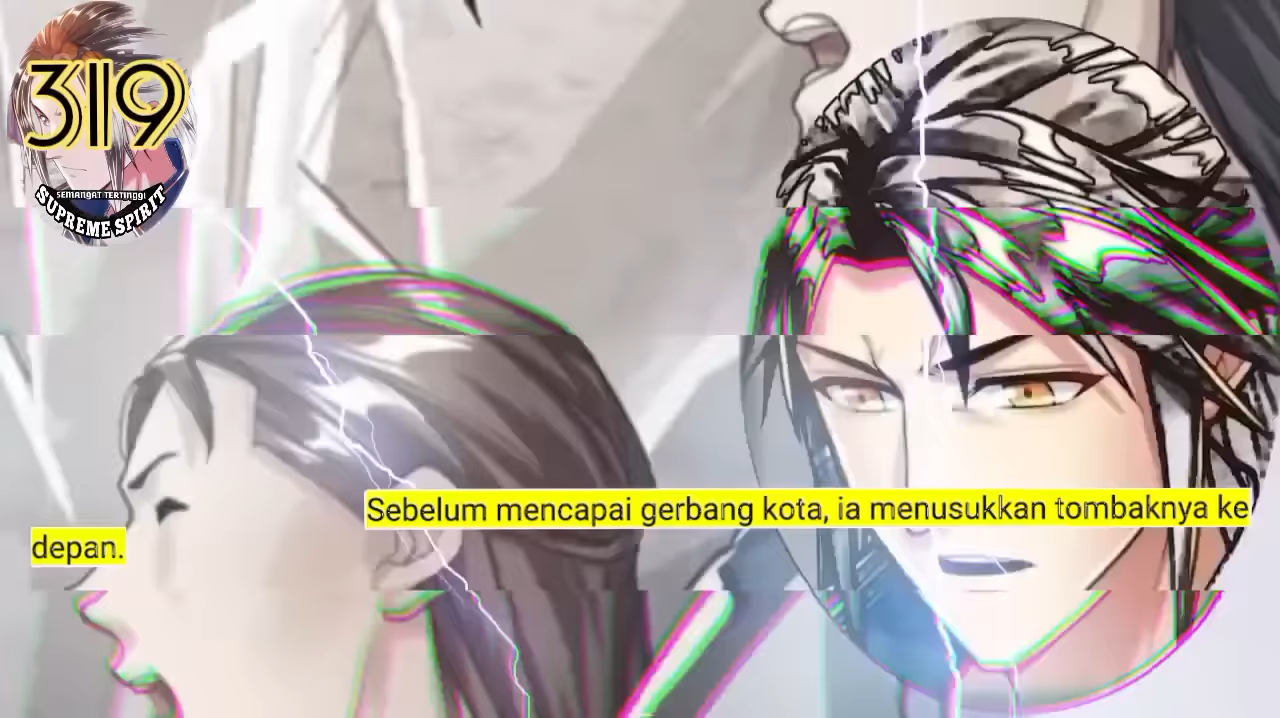 319
SEMANGAT TERTINGGI
SUPREME SPIRIT
Sebelum mencapai gerbang kota, ia menusukkan tombaknya ke
depan.